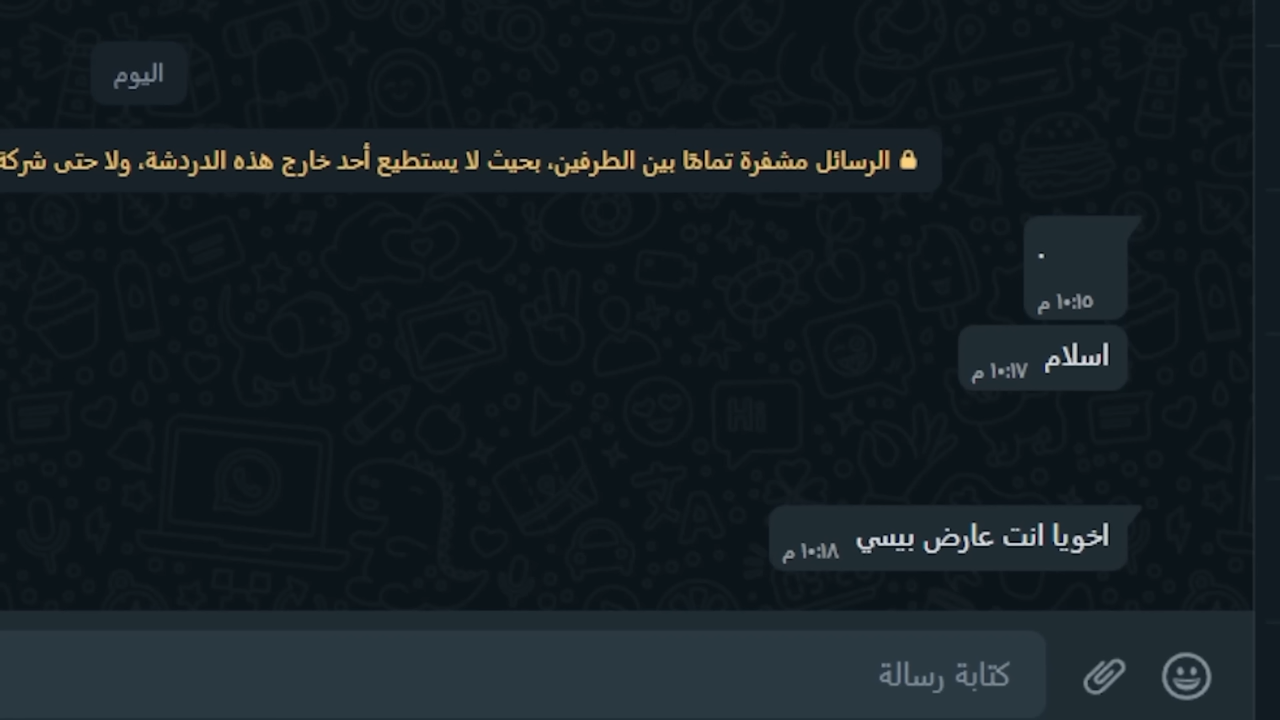 اليوم
الرسائل مشفرة تمامًا بين الطرفين، بحيث لا يستطيع أحد خارج هذه الدردشة، ولا حتى شركة
.
١٠:١٥ م
اسلام ١٠:١٧ م
اخويا انت عارض بيسي ١٠:١٨ م
كتابة رسالة